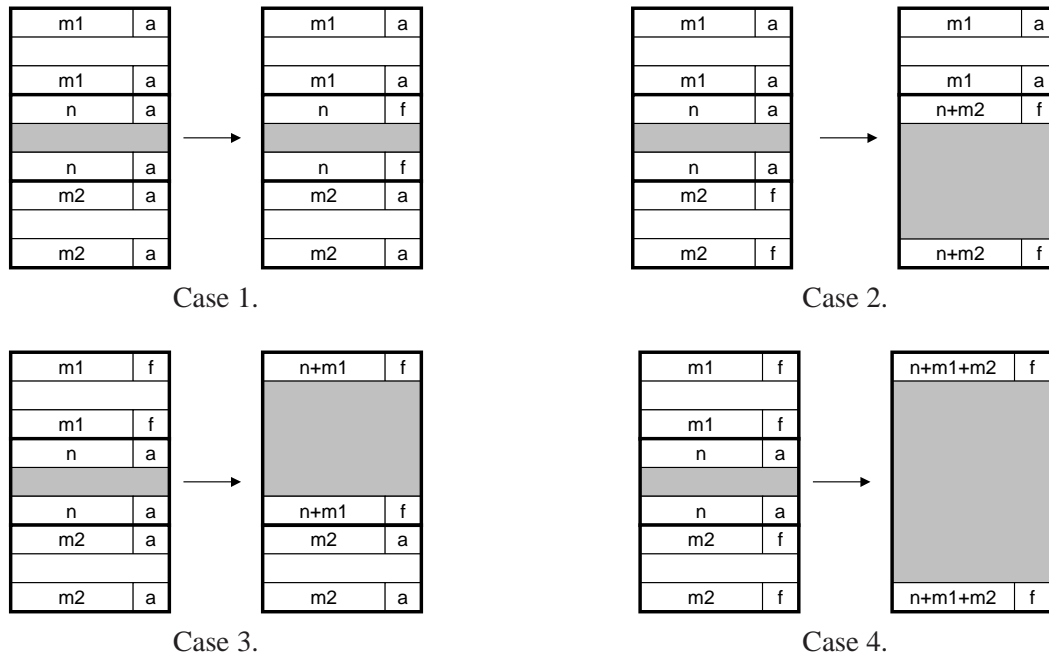 m1 a m1 a
m1 a m1 a
n a n f
n a n f
m2 a m2 a
m2 a m2 a
Case 1.
m1 a m1 a
m1 a m1 a
n a n+m2 f
n a
m2 f
m2 f n+m2 f
Case 2.
m1 f n+m1 f
m1 f
n a
n a n+m1 f
m2 a m2 a
m2 a m2 a
Case 3.
m1 f n+m1+m2 f
m1 f
n a
n a
m2 f
m2 f n+m1+m2 f
Case 4.